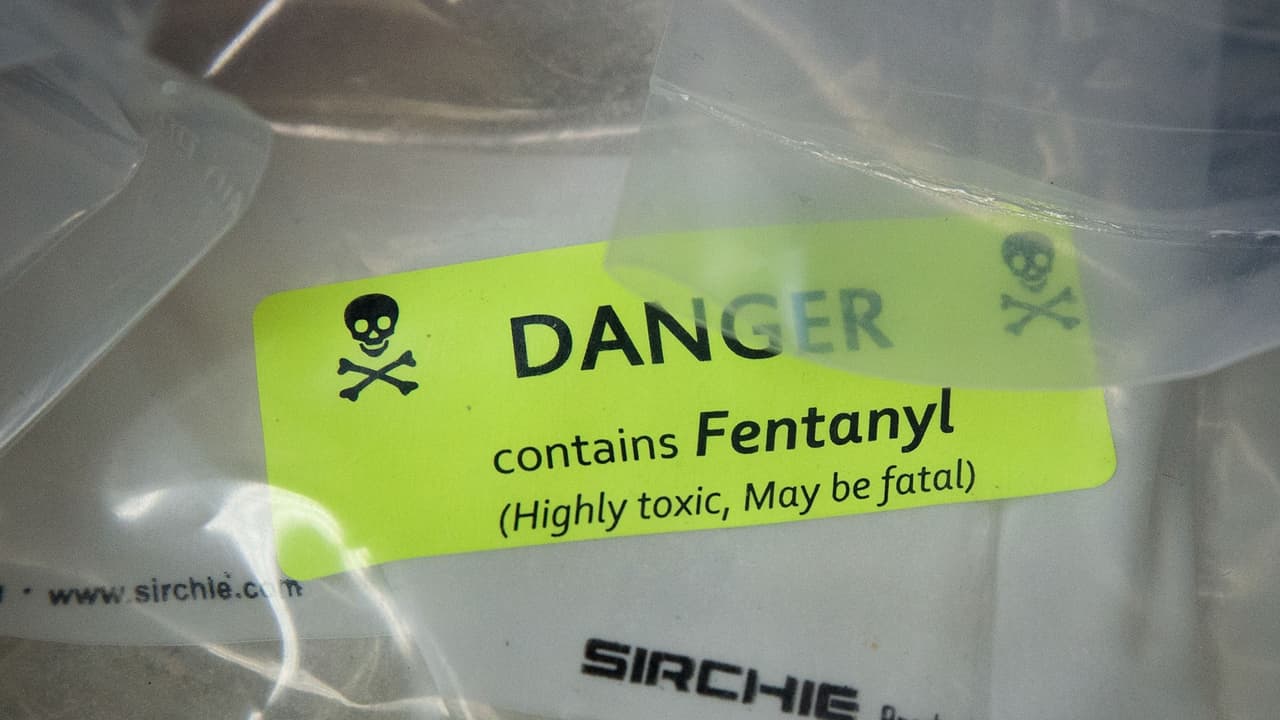 DANGER
contains Fentanyl
(Highly toxic, May be fatal)
www.sirchie.com
SIRCHIE